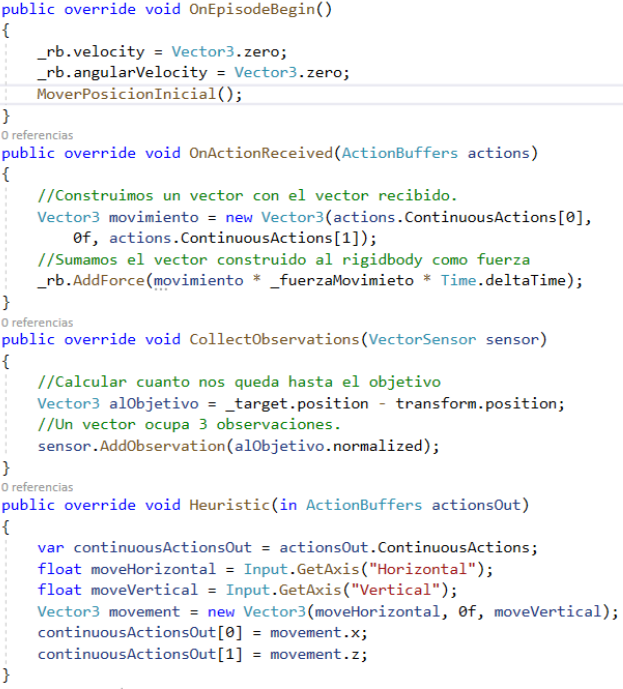 public override void OnEpisodeBegin()
{
    _rb.velocity = Vector3.zero;
    _rb.angularVelocity = Vector3.zero;
    MoverPosicionInicial();
}
0 referencias
public override void OnActionReceived(ActionBuffers actions)
{
    //Construimos un vector con el vector recibido.
    Vector3 movimiento = new Vector3(actions.ContinuousActions[0],
        0f, actions.ContinuousActions[1]);
    //Sumamos el vector construido al rigidbody como fuerza
    _rb.AddForce(movimiento * _fuerzaMovimieto * Time.deltaTime);
}
0 referencias
public override void CollectObservations(VectorSensor sensor)
{
    //Calcular cuanto nos queda hasta el objetivo
    Vector3 alObjetivo = _target.position - transform.position;
    //Un vector ocupa 3 observaciones.
    sensor.AddObservation(alObjetivo.normalized);
}
0 referencias
public override void Heuristic(in ActionBuffers actionsOut)
{
    var continuousActionsOut = actionsOut.ContinuousActions;
    float moveHorizontal = Input.GetAxis("Horizontal");
    float moveVertical = Input.GetAxis("Vertical");
    Vector3 movement = new Vector3(moveHorizontal, 0f, moveVertical);
    continuousActionsOut[0] = movement.x;
    continuousActionsOut[1] = movement.z;
}